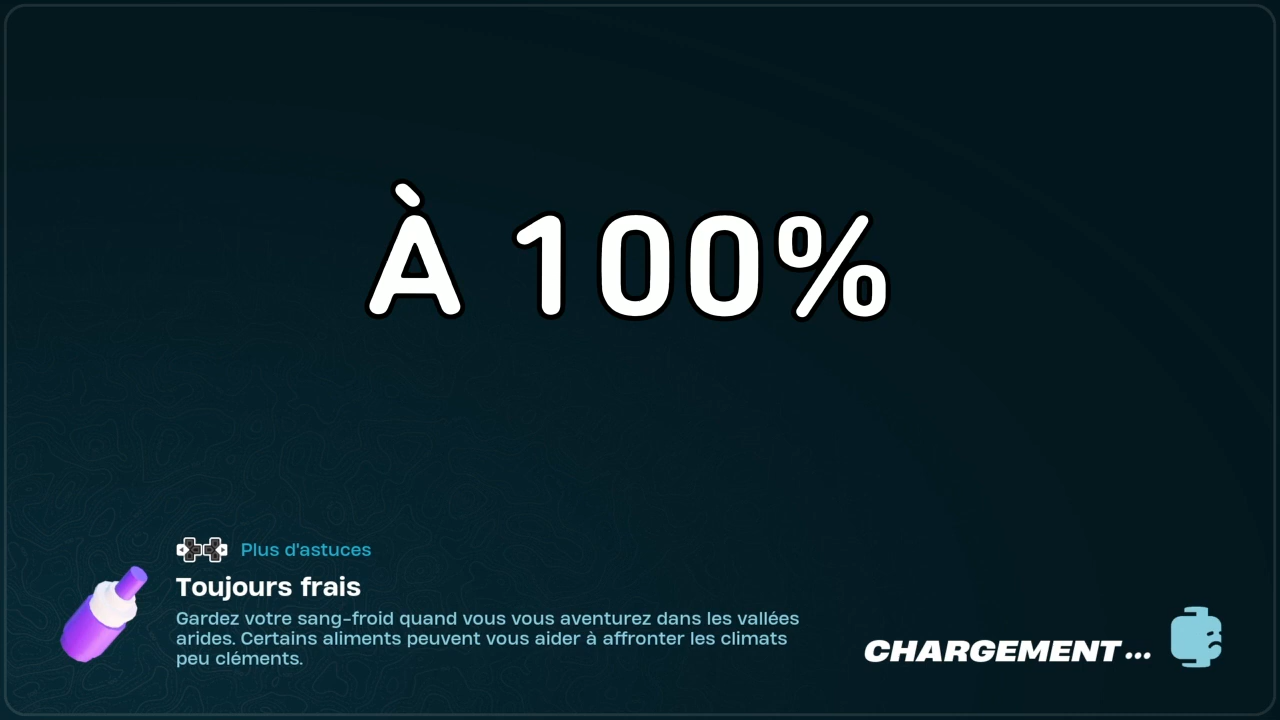 À 100%
Plus d'astuces
Toujours frais
Gardez votre sang-froid quand vous vous aventurez dans les vallées
arides. Certains aliments peuvent vous aider à affronter les climats
peu cléments.
CHARGEMENT...